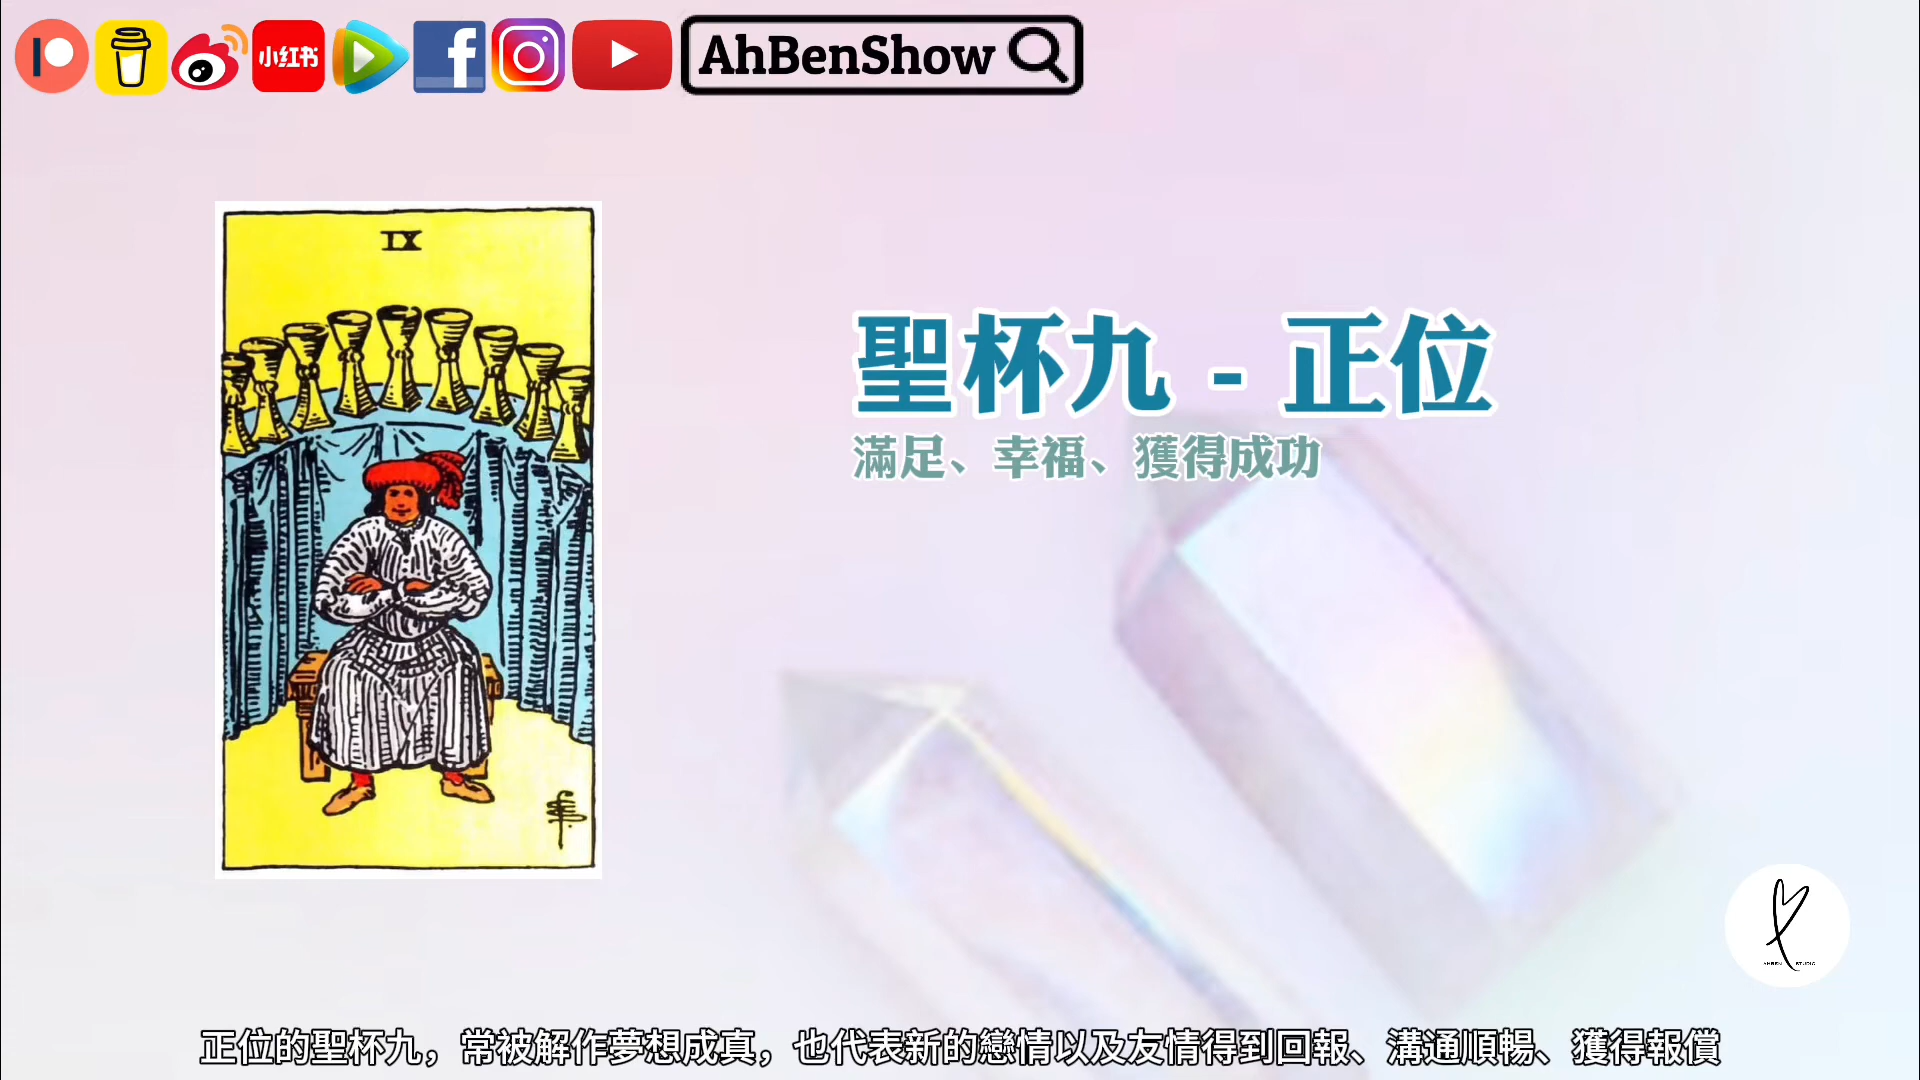 小红书
AhBenShow
IX
聖杯九 - 正位
滿足、幸福、獲得成功
AHBEN STUDIO
正位的聖杯九，常被解作夢想成真，也代表新的戀情以及友情得到回報、溝通順暢、獲得報償